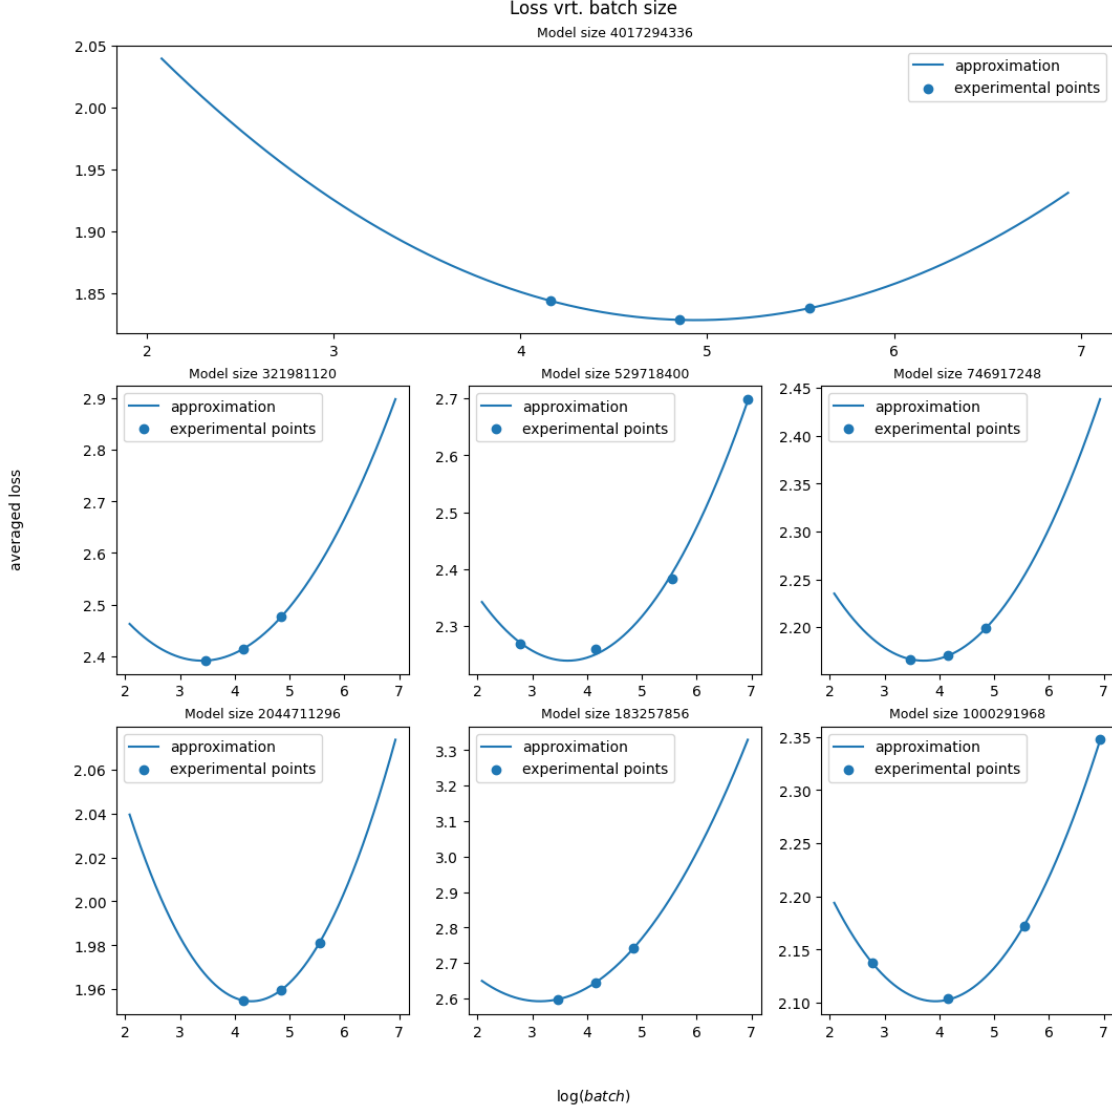 Loss vrt. batch size
Model size 4017294336
2.05
2.00
1.95
1.90
1.85
approximation
experimental points
2 3 4 5 6 7
averaged loss
Model size 321981120
2.9
2.8
2.7
2.6
2.5
2.4
approximation
experimental points
2 3 4 5 6 7
Model size 529718400
2.7
2.6
2.5
2.4
2.3
approximation
experimental points
2 3 4 5 6 7
Model size 746917248
2.45
2.40
2.35
2.30
2.25
2.20
approximation
experimental points
2 3 4 5 6 7
Model size 2044711296
2.06
2.04
2.02
2.00
1.98
1.96
approximation
experimental points
2 3 4 5 6 7
Model size 183257856
3.3
3.2
3.1
3.0
2.9
2.8
2.7
2.6
approximation
experimental points
2 3 4 5 6 7
Model size 1000291968
2.35
2.30
2.25
2.20
2.15
2.10
approximation
experimental points
2 3 4 5 6 7
log(batch)